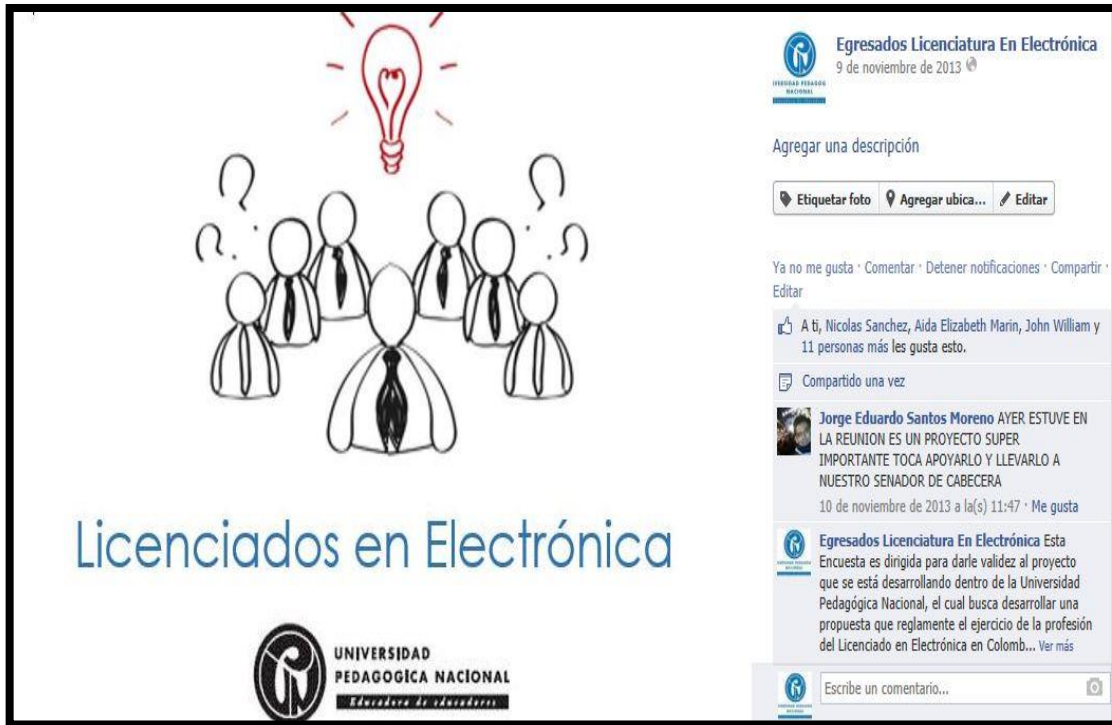 Licenciados en Electrónica
UNIVERSIDAD
PEDAGOGICA NACIONAL
Educadora de educadores
Egresados Licenciatura En Electrónica
9 de noviembre de 2013
Agregar una descripción
Etiquetar foto
Agregar ubica...
Editar
Ya no me gusta · Comentar · Detener notificaciones · Compartir ·
Editar
A ti, Nicolas Sanchez, Aida Elizabeth Marin, John William y
11 personas más les gusta esto.
Compartido una vez
Jorge Eduardo Santos Moreno AYER ESTUVE EN
LA REUNION ES UN PROYECTO SUPER
IMPORTANTE TOCA APOYARLO Y LLEVARLO A
NUESTRO SENADOR DE CABECERA
10 de noviembre de 2013 a la(s) 11:47 · Me gusta
Egresados Licenciatura En Electrónica Esta
Encuesta es dirigida para darle validez al proyecto
que se está desarrollando dentro de la Universidad
Pedagógica Nacional, el cual busca desarrollar una
propuesta que reglamente el ejercicio de la profesión
del Licenciado en Electrónica en Colomb... Ver más
Escribe un comentario...